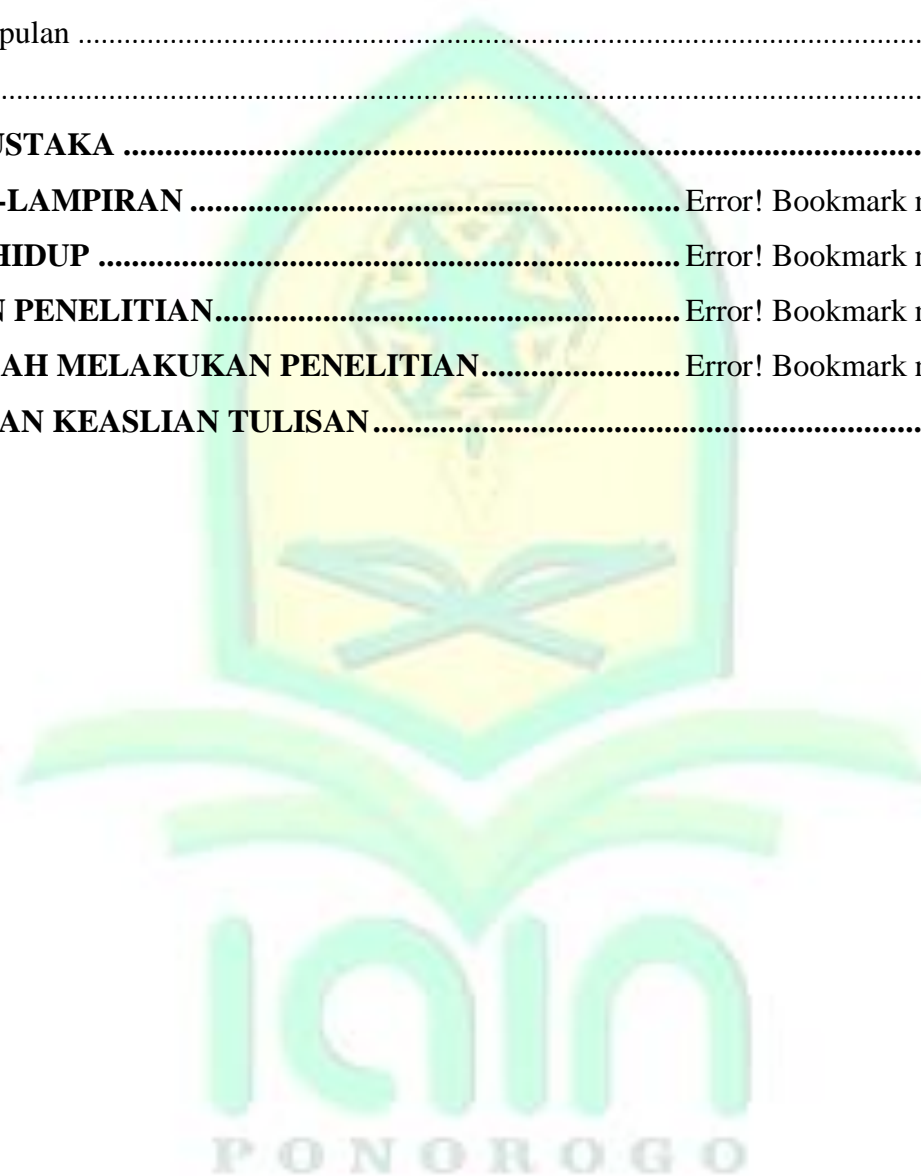 pulan ..........................................................................................................
....................................................................................................................
USTAKA .......................................................................................................
-LAMPIRAN ................................................................ Error! Bookmark n
HIDUP ............................................................................ Error! Bookmark n
N PENELITIAN............................................................. Error! Bookmark n
AH MELAKUKAN PENELITIAN....................... Error! Bookmark n
AN KEASLIAN TULISAN.......................................................................
iain
PONOROGO